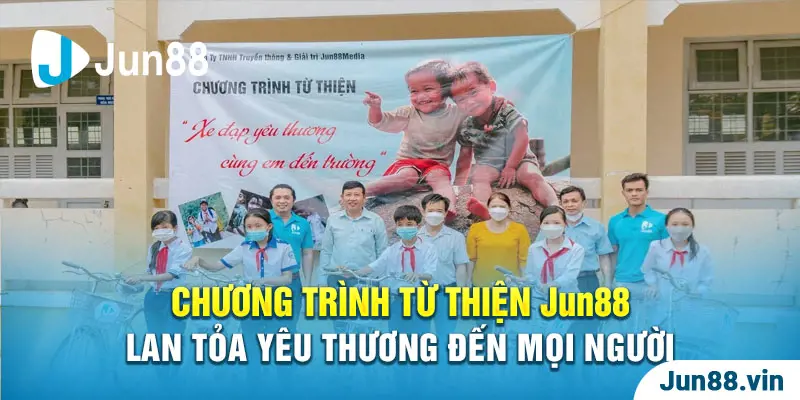 Jun88
Ty TNHH Truyền thông & Giải trí Jun88Media
CHƯƠNG TRÌNH TỪ THIỆN
"Xe đạp yêu thương
cùng em đến trường"
CHƯƠNG TRÌNH TỪ THIỆN Jun88
LAN TỎA YÊU THƯƠNG ĐẾN MỌI NGƯỜI
Jun88.vin